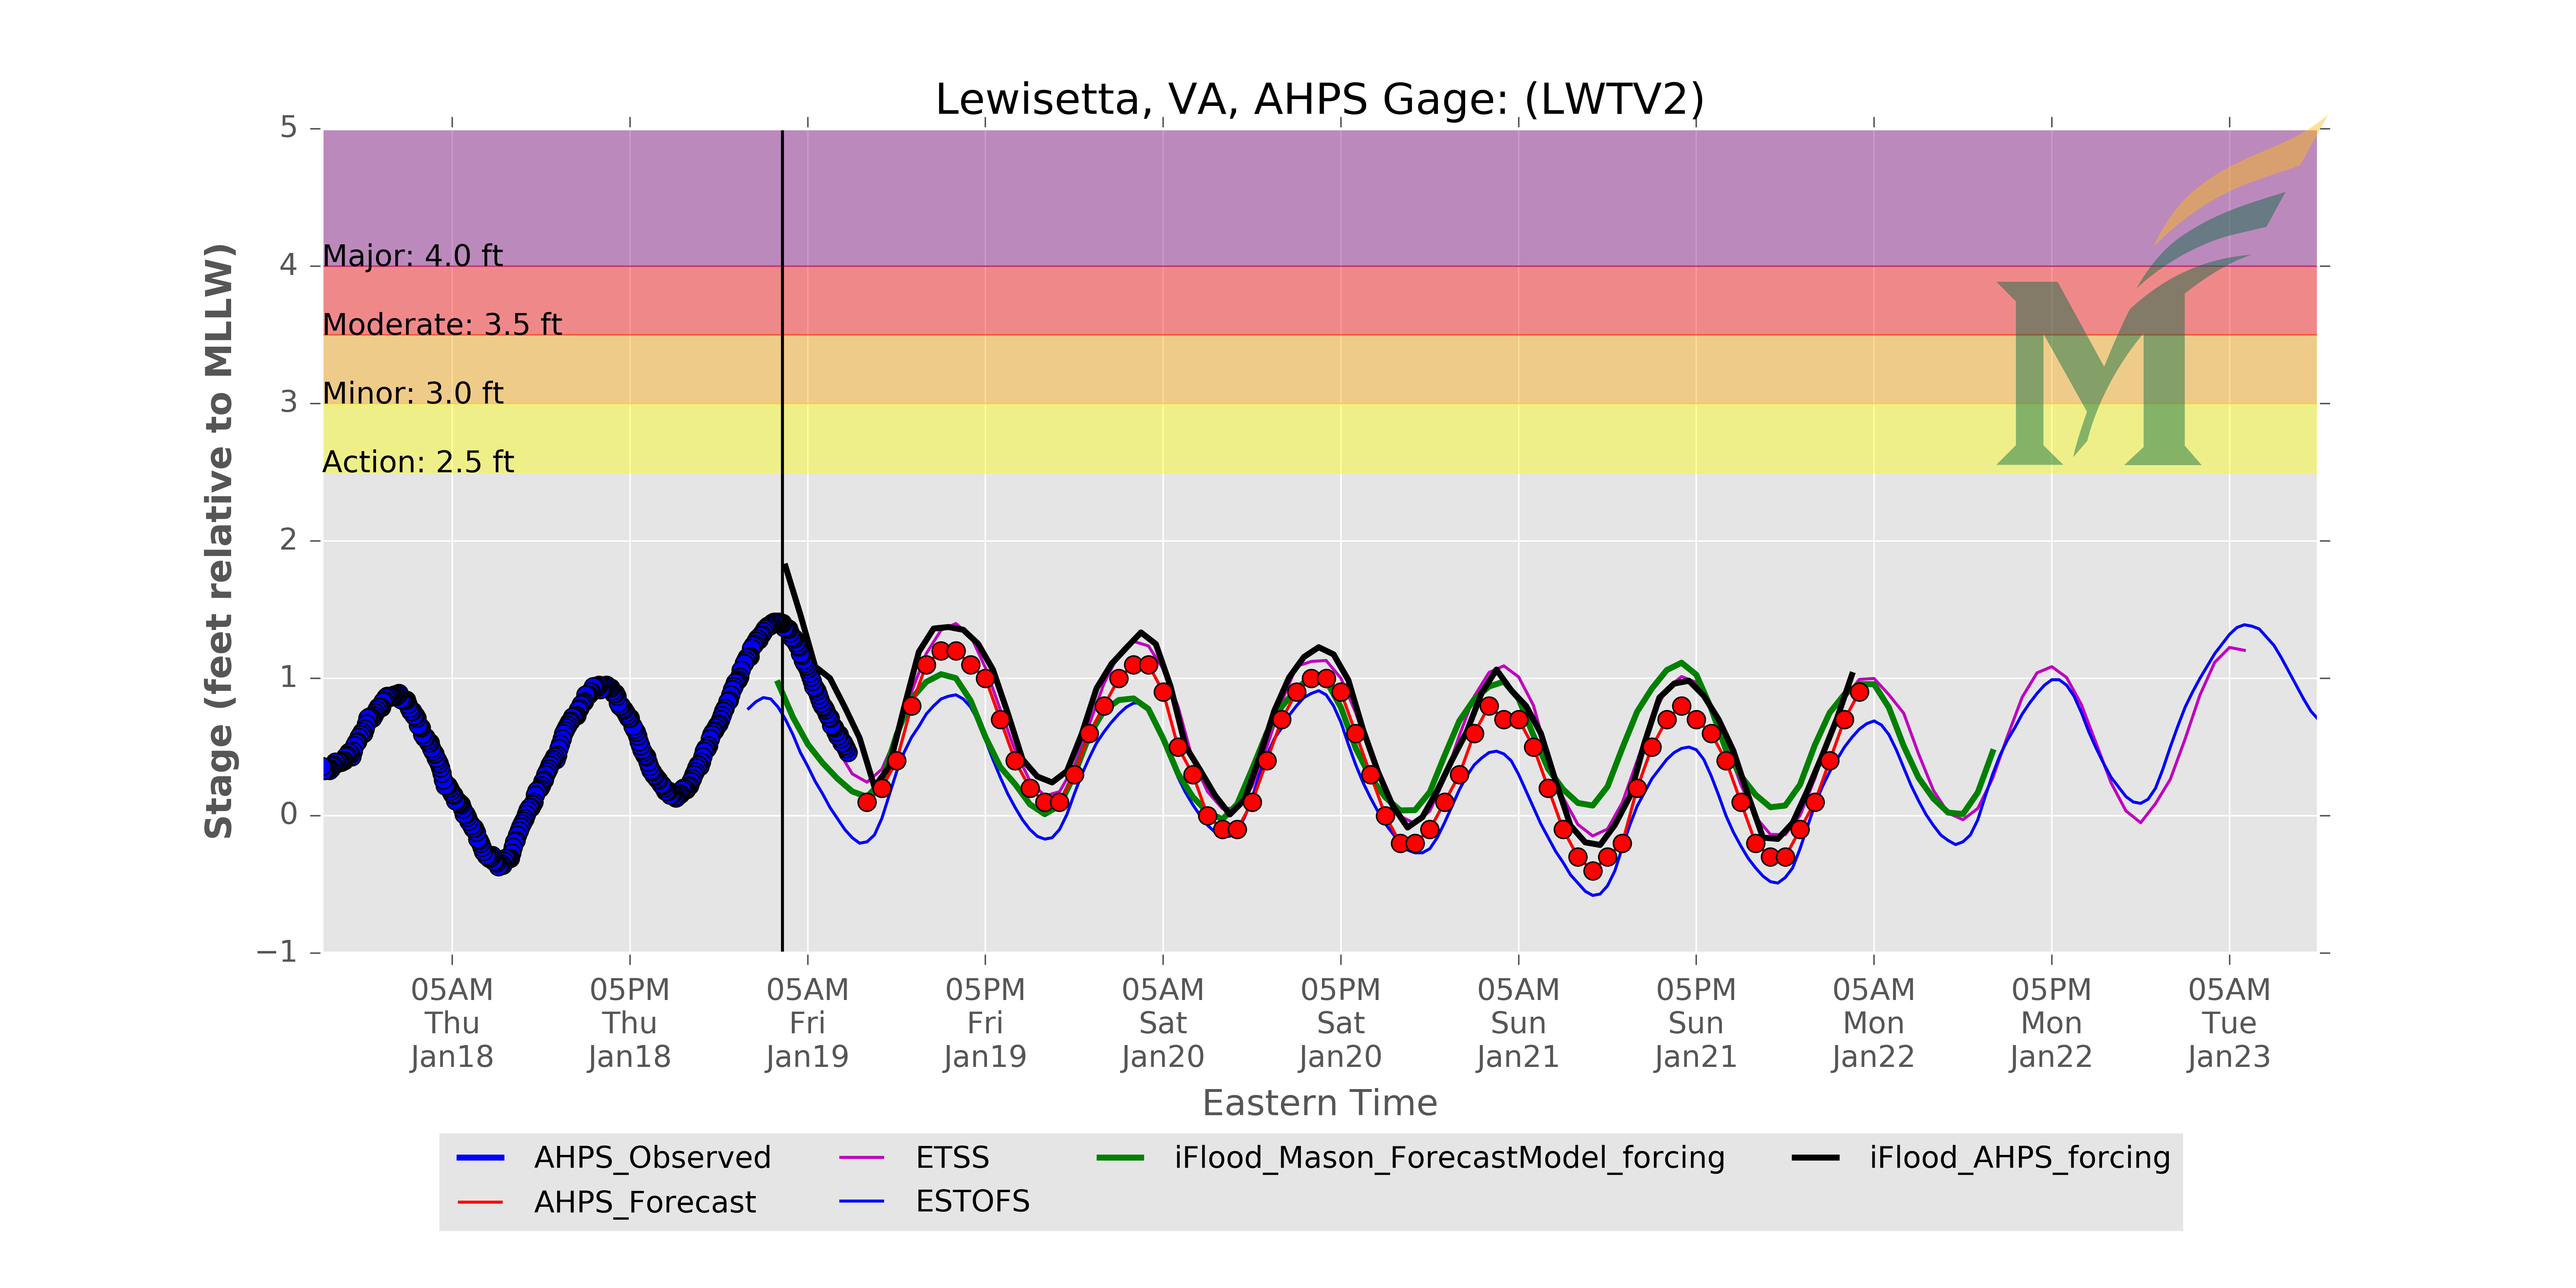 Lewisetta, VA, AHPS Gage: (LWTV2)
Stage (feet relative to MLLW)
5
4
3
2
1
0
−1
Major: 4.0 ft
Moderate: 3.5 ft
Minor: 3.0 ft
Action: 2.5 ft
M
05AM 05PM 05AM 05PM 05AM 05PM 05AM 05PM 05AM 05PM 05AM
Thu Thu Fri Fri Sat Sat Sun Sun Mon Mon Tue
Jan18 Jan18 Jan19 Jan19 Jan20 Jan20 Jan21 Jan21 Jan22 Jan22 Jan23
Eastern Time
AHPS_Observed ETSS iFlood_Mason_ForecastModel_forcing iFlood_AHPS_forcing
AHPS_Forecast ESTOFS